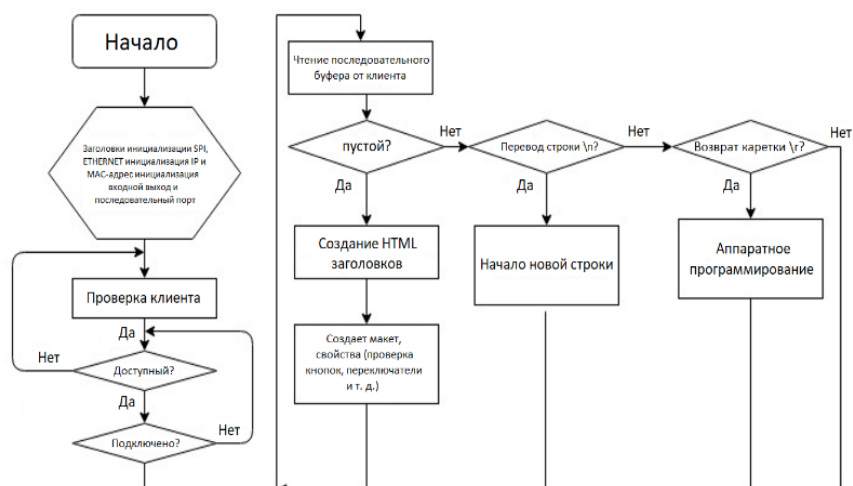 Начало
Заголовки инициализации SPI,
ETHERNET инициализация IP и
MAC-адрес инициализация
входной выход и
последовательный порт
Проверка клиента
Да
Нет
Доступный?
Да
Подключено?
Нет
Чтение последовательного
буфера от клиента
пустой?
Нет
Да
Создание HTML
заголовков
Создает макет,
свойства (проверка
кнопок, переключатели
и т. д.)
Перевод строки \n?
Нет
Да
Начало новой строки
Возврат каретки \r?
Нет
Да
Аппаратное
программирование